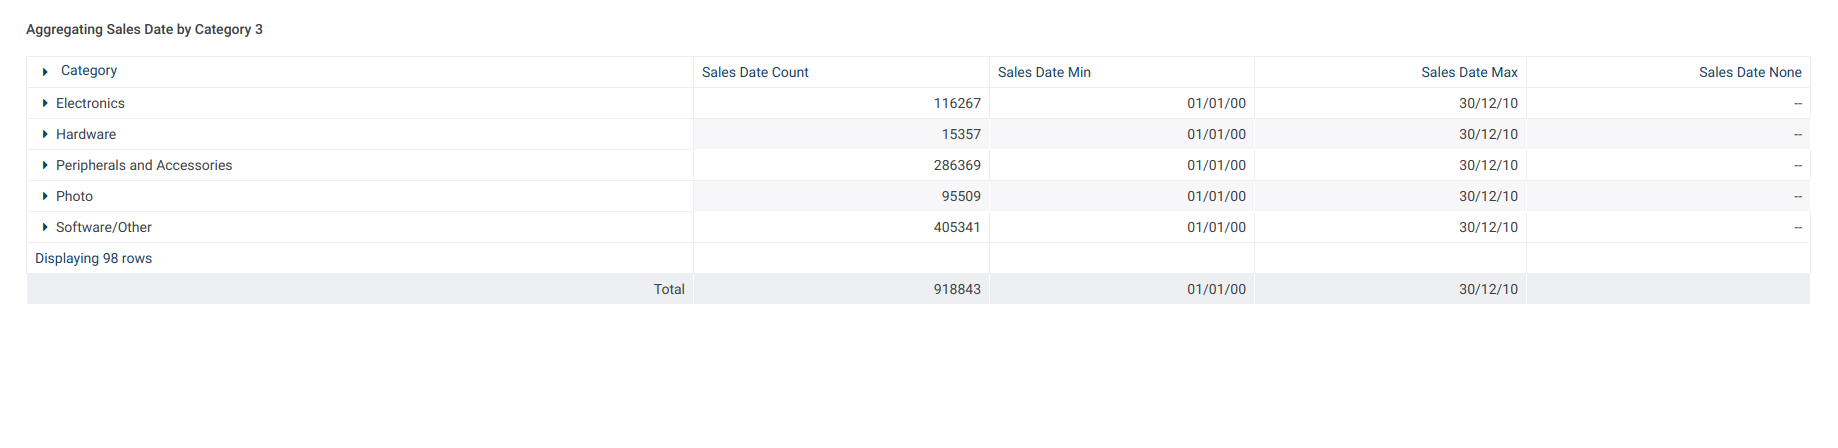 Aggregating Sales Date by Category 3
Category Sales Date Count Sales Date Min Sales Date Max Sales Date None
Electronics 116267 01/01/00 30/12/10 --
Hardware 15357 01/01/00 30/12/10 --
Peripherals and Accessories 286369 01/01/00 30/12/10 --
Photo 95509 01/01/00 30/12/10 --
Software/Other 405341 01/01/00 30/12/10 --
Displaying 98 rows
Total 918843 01/01/00 30/12/10